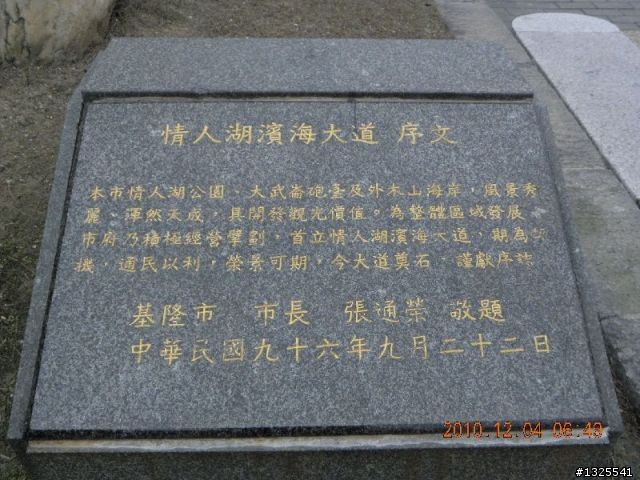 情人湖濱海大道 序文
本市情人湖公園、大武崙砲臺及外木山海岸，風景秀
麗、渾然天成，具開發觀光價值。為整體區域發展，
市府乃積極經營擘劃，首立情人湖濱海大道，期為契
機，通民以利，榮景可期，今大道奠石，謹獻序誌
基隆市 市長 張通榮 敬題
中華民國九十六年九月二十二日
2010.12.04 06:43
#1325541